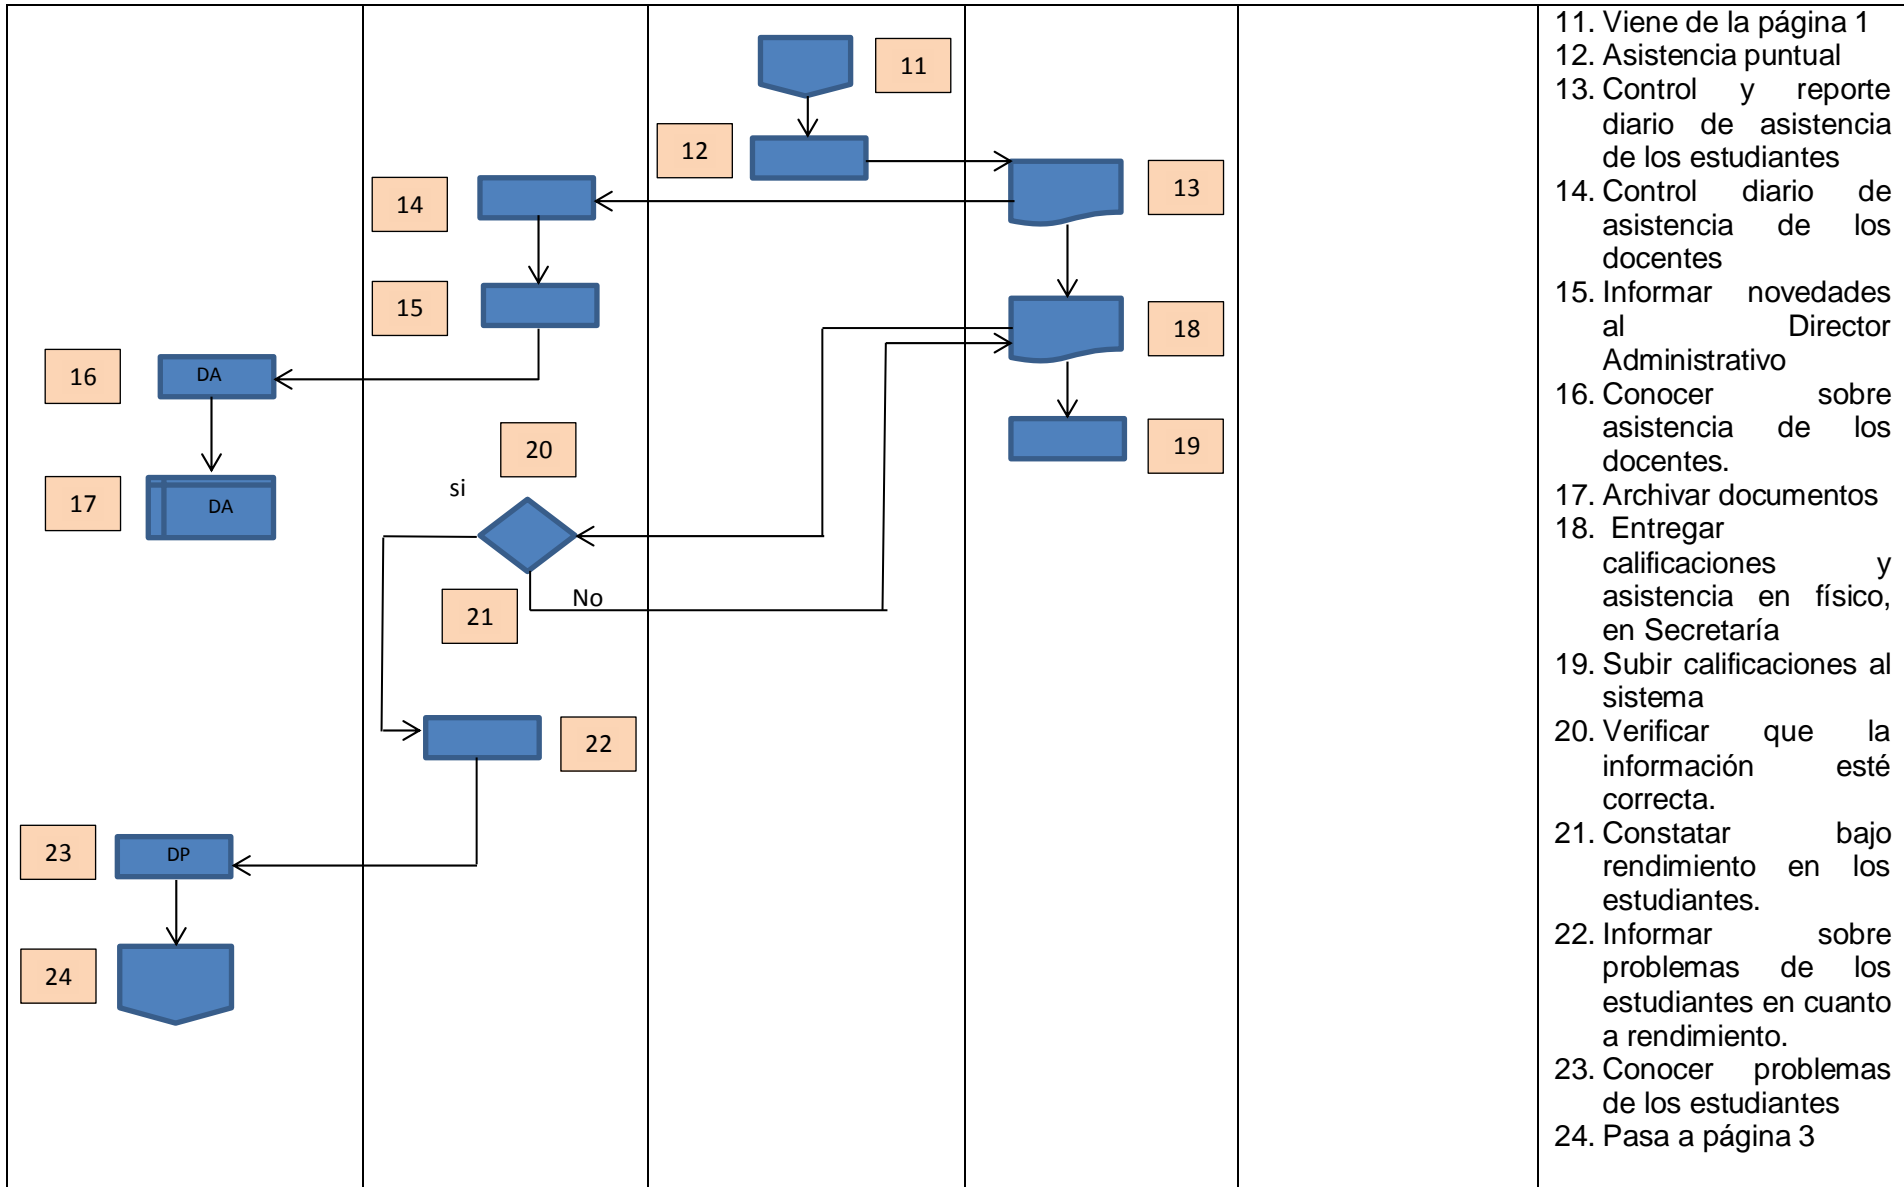 11
12
13
14
15
18
16
DA
19
20
si
17
DA
No
21
22
23
DP
24
11. Viene de la página 1
12. Asistencia puntual
13. Control y reporte
diario de asistencia
de los estudiantes
14. Control diario de
asistencia de los
docentes
15. Informar novedades
al Director
Administrativo
16. Conocer sobre
asistencia de los
docentes.
17. Archivar documentos
18. Entregar
calificaciones y
asistencia en físico,
en Secretaría
19. Subir calificaciones al
sistema
20. Verificar que la
información esté
correcta.
21. Constatar bajo
rendimiento en los
estudiantes.
22. Informar sobre
problemas de los
estudiantes en cuanto
a rendimiento.
23. Conocer problemas
de los estudiantes
24. Pasa a página 3